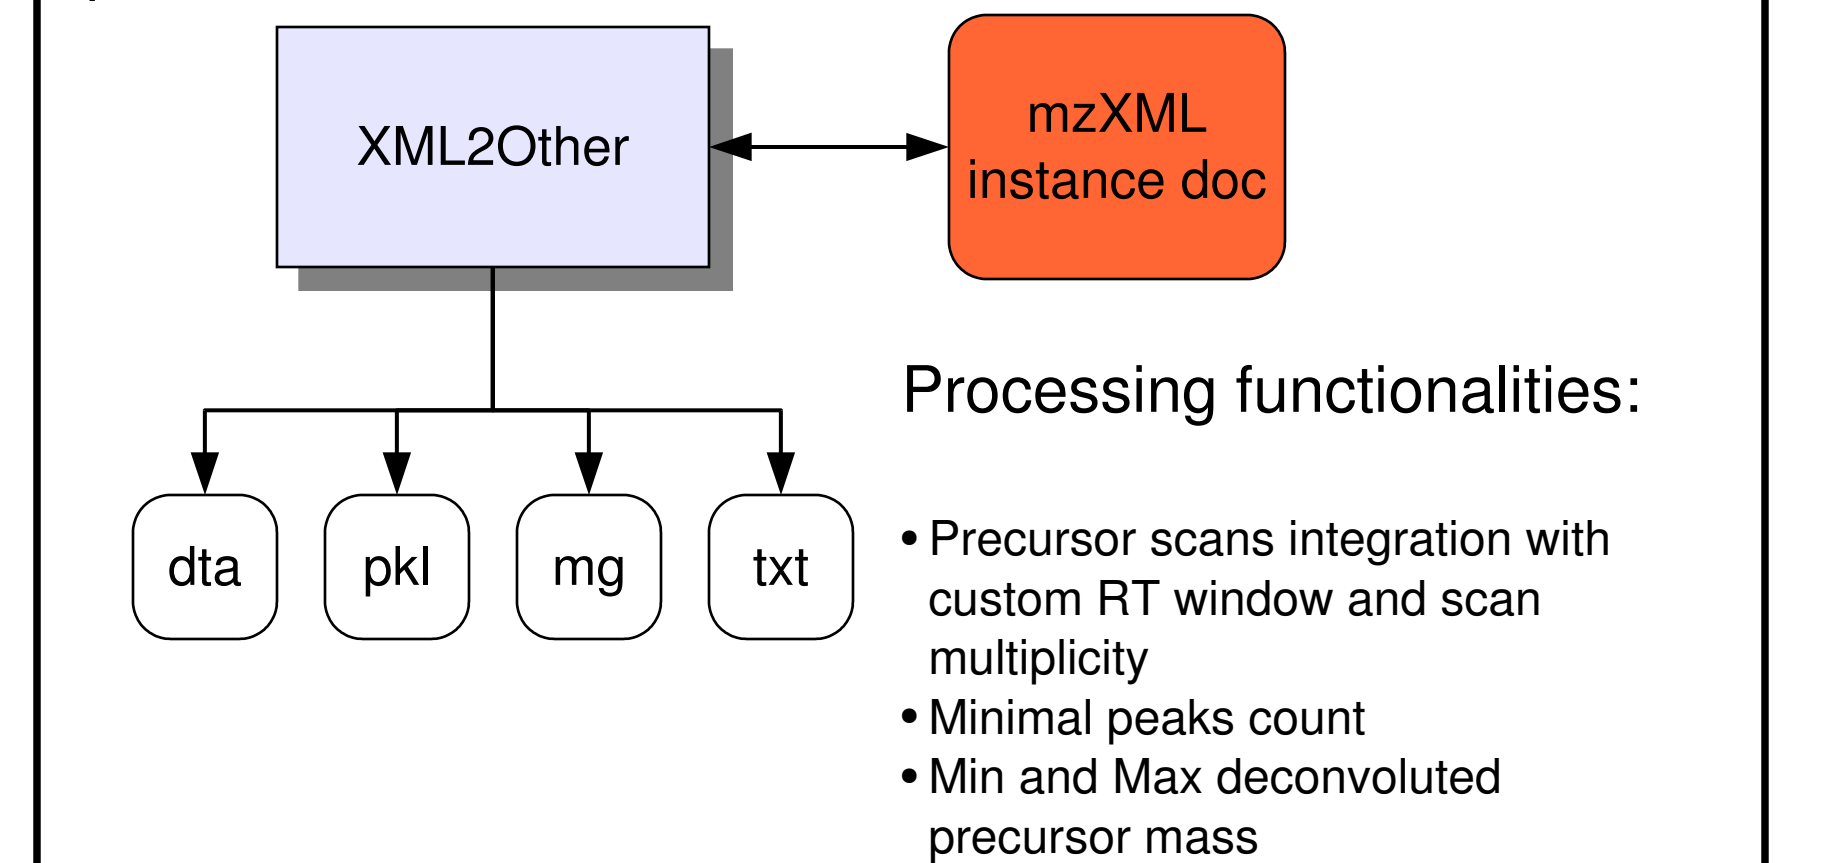 XML2Other
mzXML
instance doc
dta
pkl
mg
txt
Processing functionalities:
• Precursor scans integration with
custom RT window and scan
multiplicity
• Minimal peaks count
• Min and Max deconvoluted
precursor mass